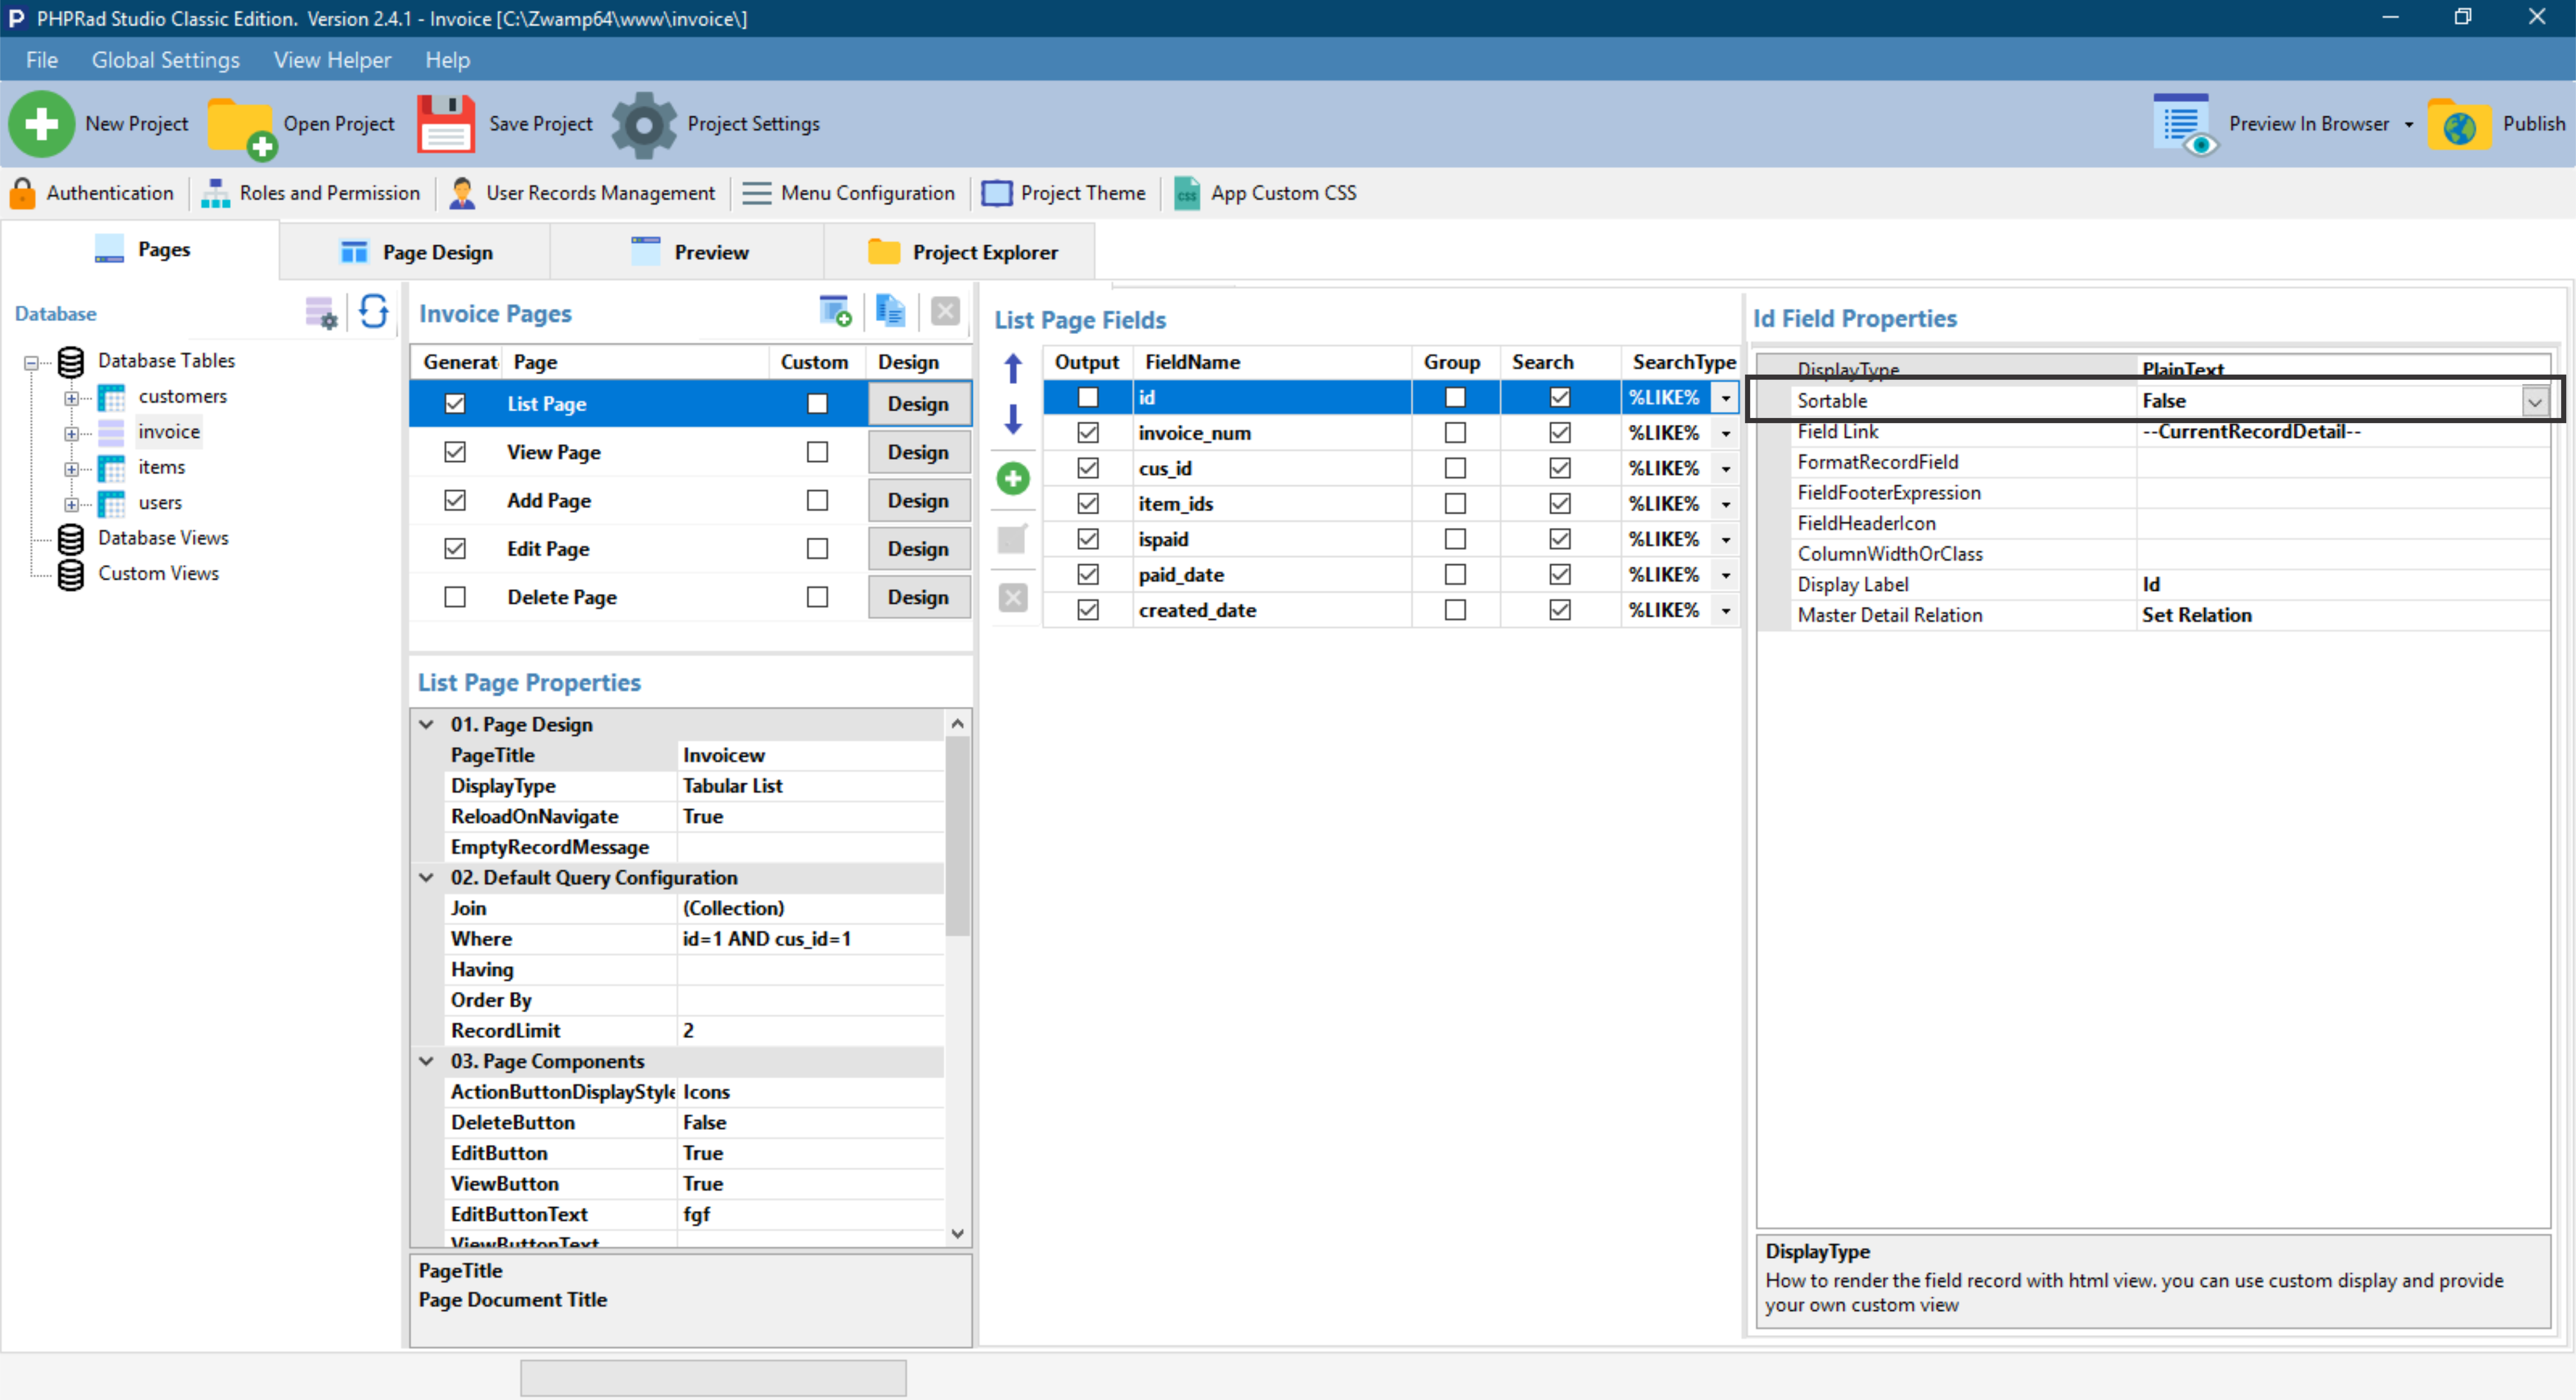 PHPRad Studio Classic Edition. Version 2.4.1 - Invoice [C:\Zwamp64\www\invoice\]
File Global Settings View Helper Help
New Project Open Project Save Project Project Settings Preview In Browser Publish
Authentication Roles and Permission User Records Management Menu Configuration Project Theme App Custom CSS
Pages Page Design Preview Project Explorer
Database
Database Tables
customers
invoice
items
users
Database Views
Custom Views
Invoice Pages
Generat Page Custom Design
List Page Design
View Page Design
Add Page Design
Edit Page Design
Delete Page Design
List Page Properties
01. Page Design
PageTitle Invoicew
DisplayType Tabular List
ReloadOnNavigate True
EmptyRecordMessage
02. Default Query Configuration
Join (Collection)
Where id=1 AND cus_id=1
Having
Order By
RecordLimit 2
03. Page Components
ActionButtonDisplayStyle Icons
DeleteButton False
EditButton True
ViewButton True
EditButtonText fgf
ViewButtonText
PageTitle
Page Document Title
List Page Fields
Output FieldName Group Search SearchType
id %LIKE%
invoice_num %LIKE%
cus_id %LIKE%
item_ids %LIKE%
ispaid %LIKE%
paid_date %LIKE%
created_date %LIKE%
Id Field Properties
DisplayType PlainText
Sortable False
Field Link --CurrentRecordDetail--
FormatRecordField
FieldFooterExpression
FieldHeaderIcon
ColumnWidthOrClass
Display Label Id
Master Detail Relation Set Relation
DisplayType
How to render the field record with html view. you can use custom display and provide
your own custom view